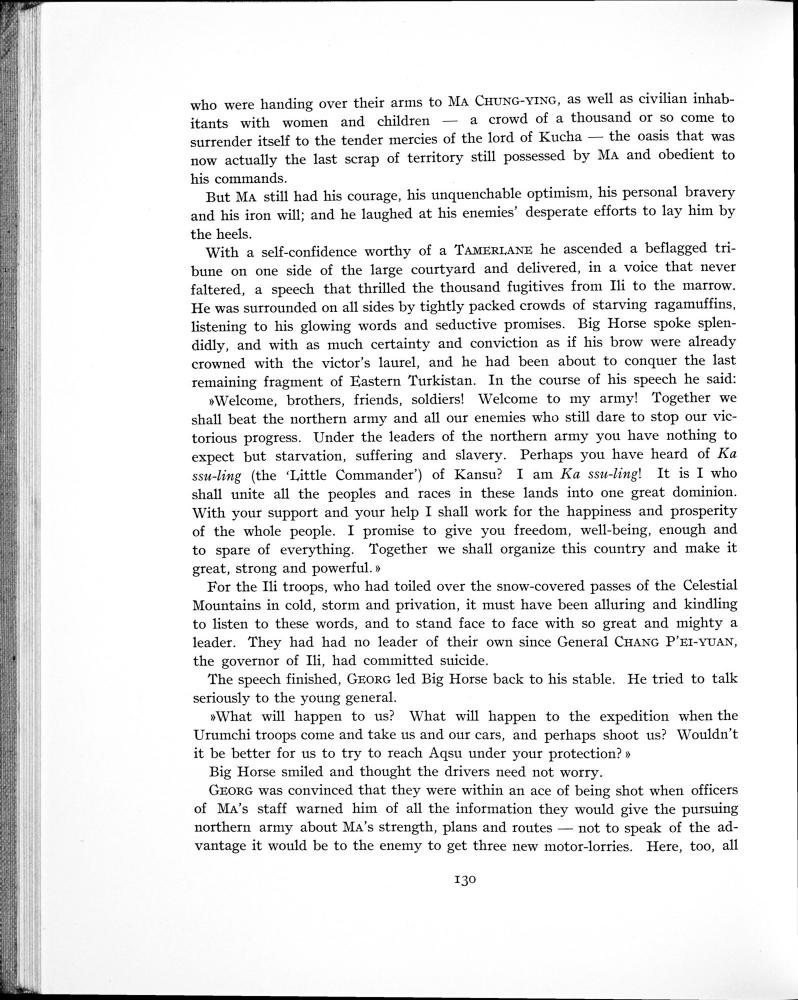 who were handing over their arms to MA CHUNG-YING, as well as civilian inhab-
itants with women and children — a crowd of a thousand or so come to
surrender itself to the tender mercies of the lord of Kucha — the oasis that was
now actually the last scrap of territory still possessed by MA and obedient to
his commands.
But MA still had his courage, his unquenchable optimism, his personal bravery
and his iron will; and he laughed at his enemies' desperate efforts to lay him by
the heels.
With a self-confidence worthy of a TAMERLANE he ascended a beflagged tri-
bune on one side of the large courtyard and delivered, in a voice that never
faltered, a speech that thrilled the thousand fugitives from Ili to the marrow.
He was surrounded on all sides by tightly packed crowds of starving ragamuffins,
listening to his glowing words and seductive promises. Big Horse spoke splen-
didly, and with as much certainty and conviction as if his brow were already
crowned with the victor's laurel, and he had been about to conquer the last
remaining fragment of Eastern Turkistan. In the course of his speech he said:
»Welcome, brothers, friends, soldiers! Welcome to my army! Together we
shall beat the northern army and all our enemies who still dare to stop our vic-
torious progress. Under the leaders of the northern army you have nothing to
expect but starvation, suffering and slavery. Perhaps you have heard of Ka
ssu-ling (the 'Little Commander') of Kansu? I am Ka ssu-ling! It is I who
shall unite all the peoples and races in these lands into one great dominion.
With your support and your help I shall work for the happiness and prosperity
of the whole people. I promise to give you freedom, well-being, enough and
to spare of everything. Together we shall organize this country and make it
great, strong and powerful.»
For the Ili troops, who had toiled over the snow-covered passes of the Celestial
Mountains in cold, storm and privation, it must have been alluring and kindling
to listen to these words, and to stand face to face with so great and mighty a
leader. They had had no leader of their own since General CHANG P'EI-YUAN,
the governor of Ili, had committed suicide.
The speech finished, GEORG led Big Horse back to his stable. He tried to talk
seriously to the young general.
»What will happen to us? What will happen to the expedition when the
Urumchi troops come and take us and our cars, and perhaps shoot us? Wouldn't
it be better for us to try to reach Aqsu under your protection?»
Big Horse smiled and thought the drivers need not worry.
GEORG was convinced that they were within an ace of being shot when officers
of MA's staff warned him of all the information they would give the pursuing
northern army about MA's strength, plans and routes — not to speak of the ad-
vantage it would be to the enemy to get three new motor-lorries. Here, too, all
130